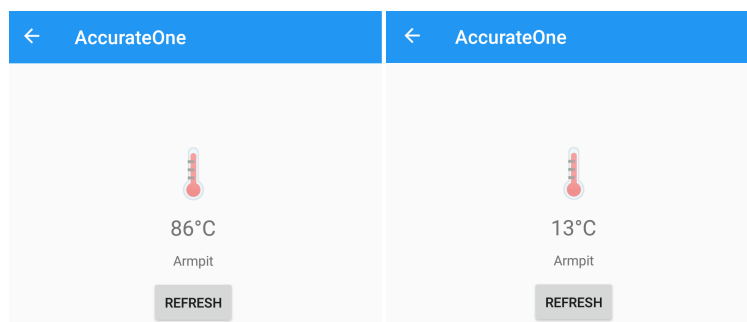 AccurateOne
86°C
Armpit
REFRESH
AccurateOne
13°C
Armpit
REFRESH